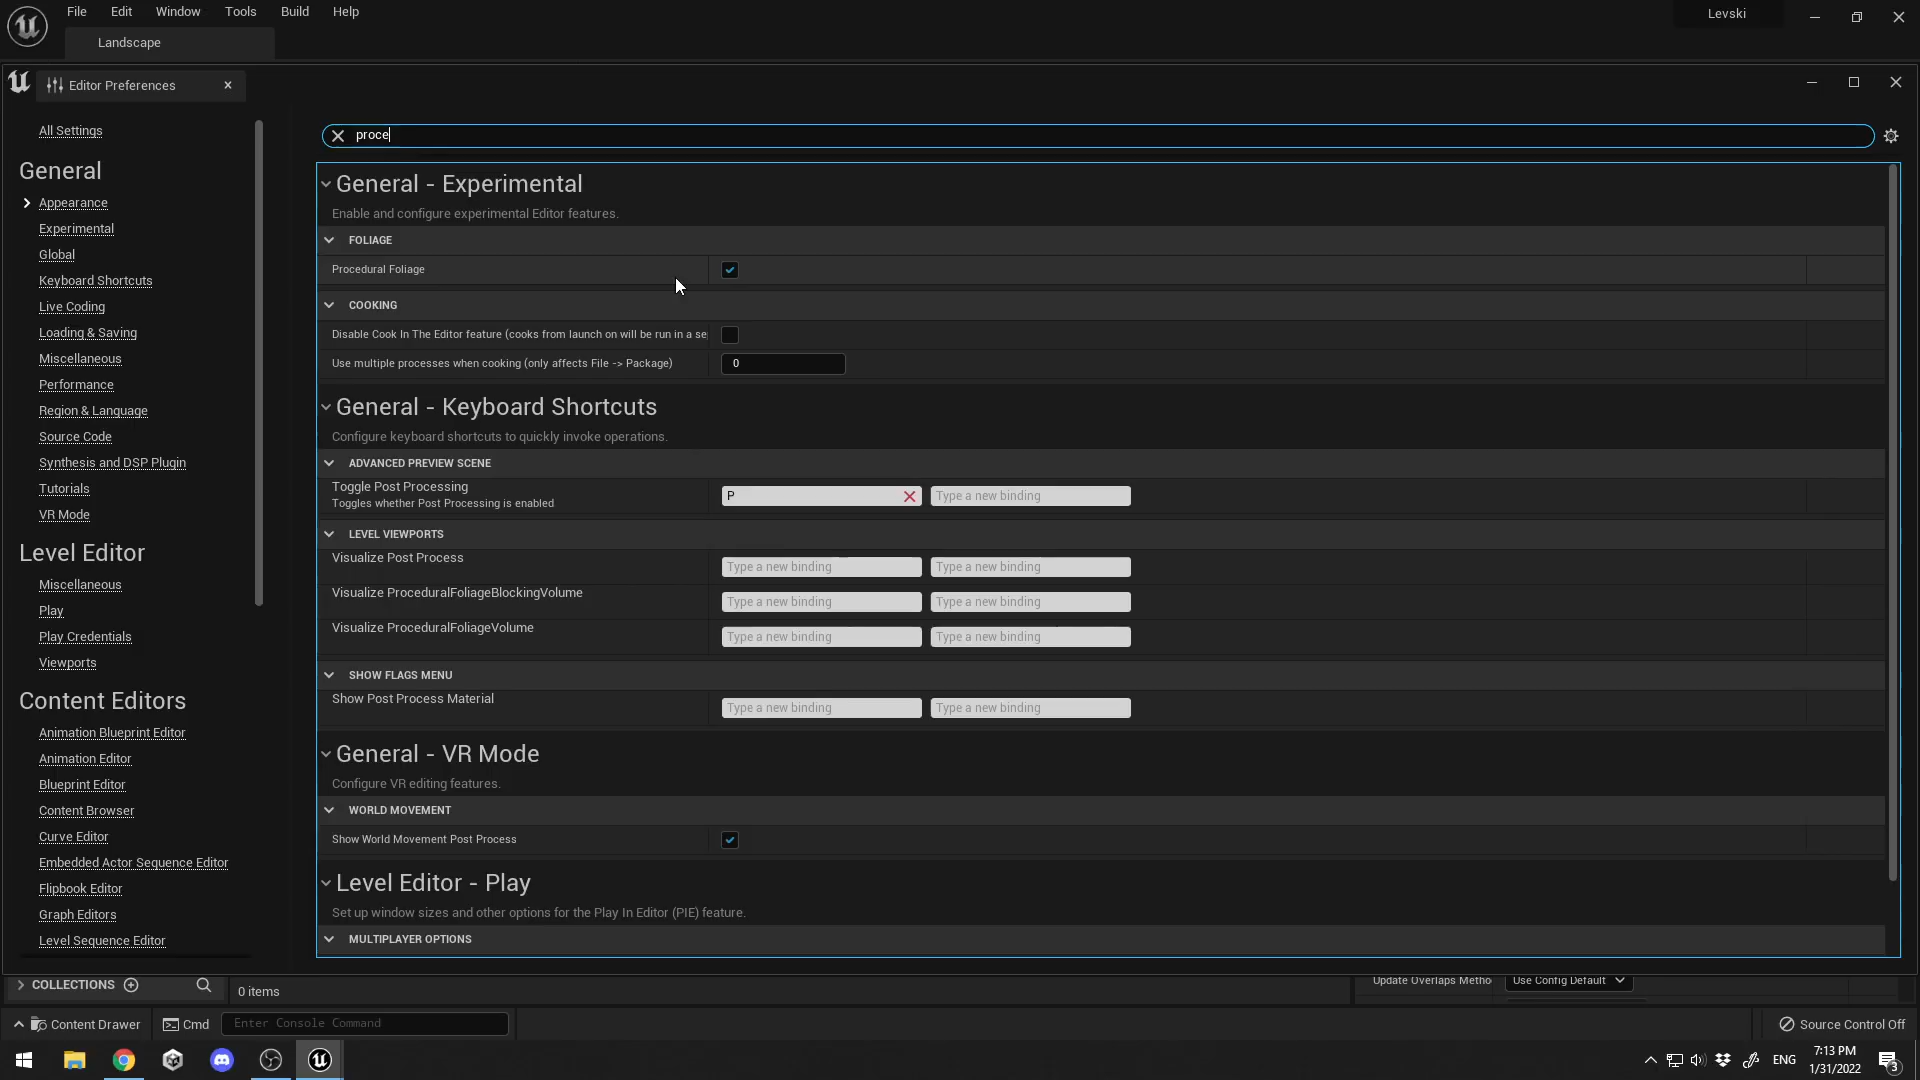 File Edit Window Tools Build Help
Levski
Landscape
Editor Preferences
All Settings
General
Appearance
Experimental
Global
Keyboard Shortcuts
Live Coding
Loading & Saving
Miscellaneous
Performance
Region & Language
Source Code
Synthesis and DSP Plugin
Tutorials
VR Mode
Level Editor
Miscellaneous
Play
Play Credentials
Viewports
Content Editors
Animation Blueprint Editor
Animation Editor
Blueprint Editor
Content Browser
Curve Editor
Embedded Actor Sequence Editor
Flipbook Editor
Graph Editors
Level Sequence Editor
proce
General - Experimental
Enable and configure experimental Editor features.
FOLIAGE
Procedural Foliage
COOKING
Disable Cook In The Editor feature (cooks from launch on will be run in a se
Use multiple processes when cooking (only affects File -> Package) 0
General - Keyboard Shortcuts
Configure keyboard shortcuts to quickly invoke operations.
ADVANCED PREVIEW SCENE
Toggle Post Processing
Toggles whether Post Processing is enabled
P Type a new binding
LEVEL VIEWPORTS
Visualize Post Process
Type a new binding Type a new binding
Visualize ProceduralFoliageBlockingVolume
Type a new binding Type a new binding
Visualize ProceduralFoliageVolume
Type a new binding Type a new binding
SHOW FLAGS MENU
Show Post Process Material
Type a new binding Type a new binding
General - VR Mode
Configure VR editing features.
WORLD MOVEMENT
Show World Movement Post Process
Level Editor - Play
Set up window sizes and other options for the Play In Editor (PIE) feature.
MULTIPLAYER OPTIONS
COLLECTIONS
0 items
Update Overlaps Metho Use Config Default
Content Drawer Cmd Enter Console Command
Source Control Off
ENG
7:13 PM
1/31/2022
3